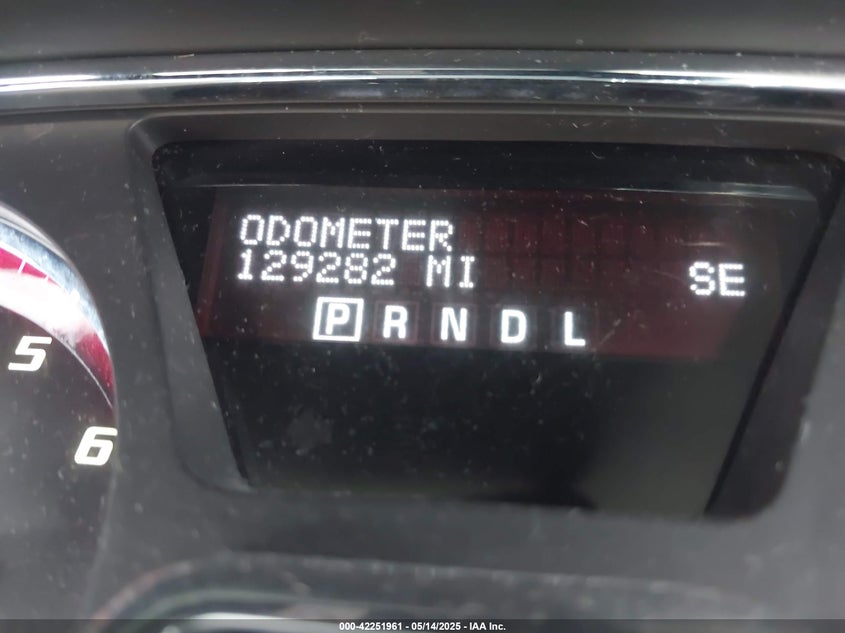 ODOMETER
129282 MI SE
P R N D L
5
6
000-42251961 - 05/14/2025 - IAA Inc.